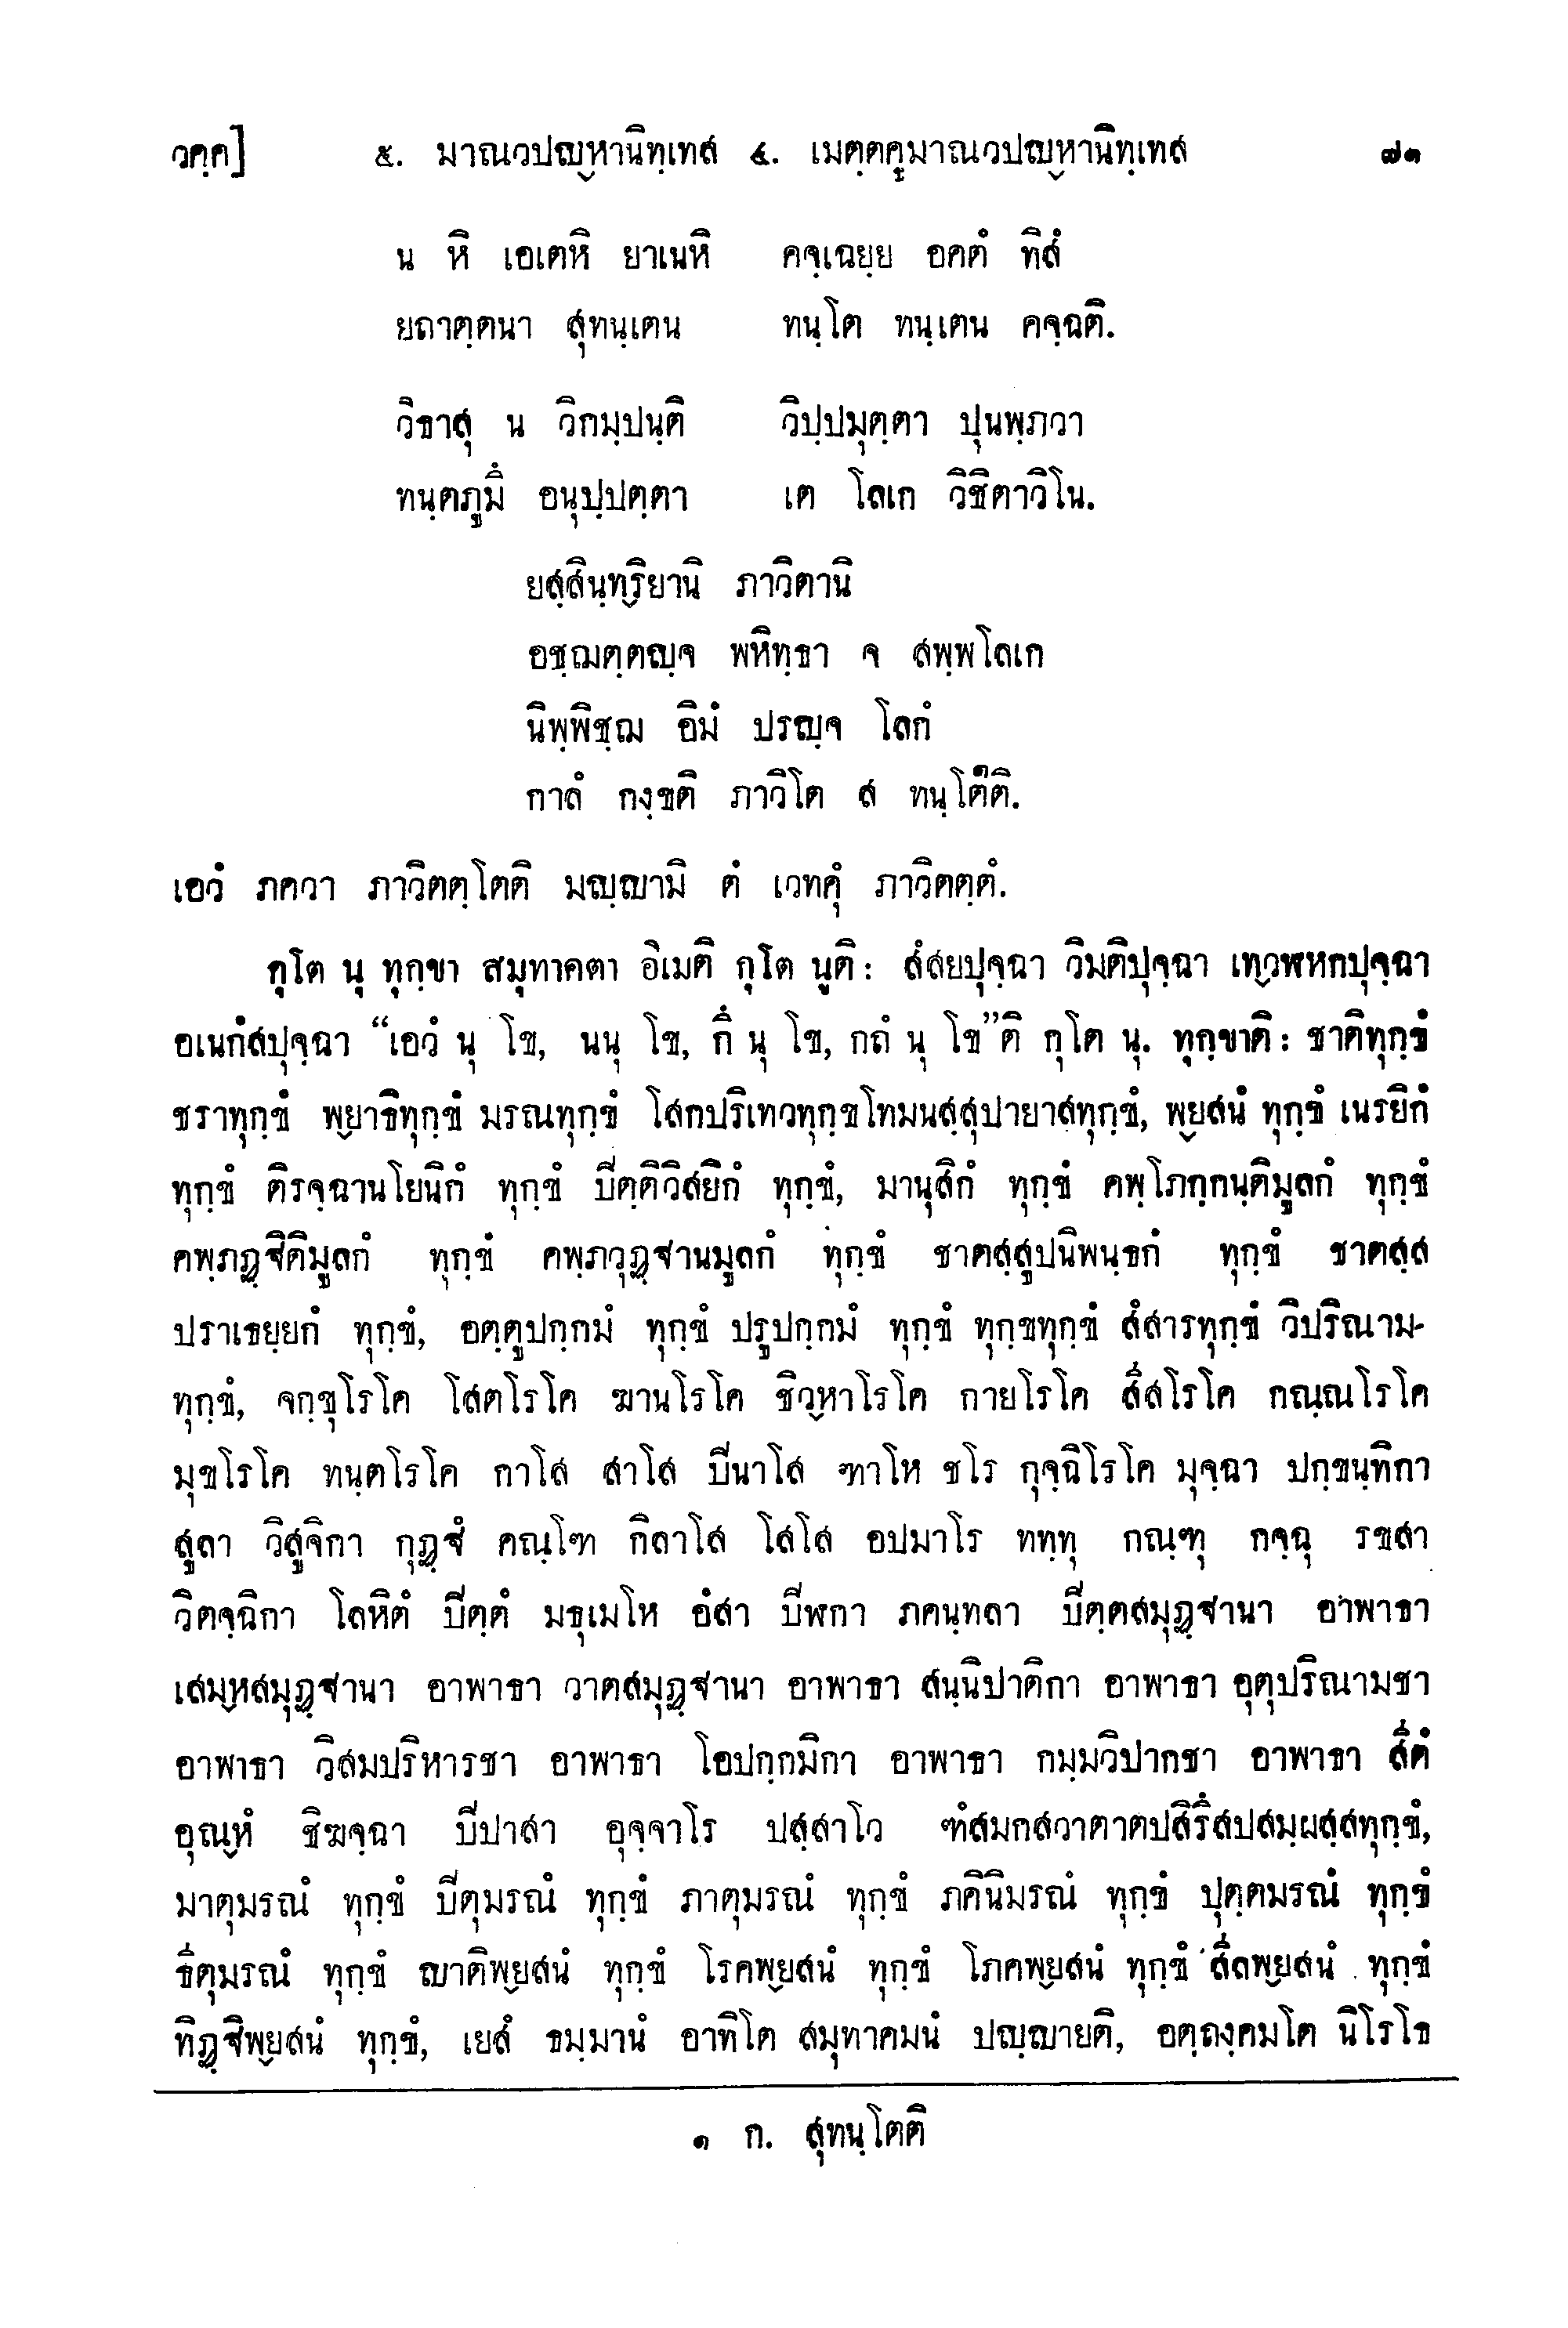 วคฺค] ๕. มาณวปญฺหานิทฺเทส ๔. เมตฺตคูมาณวปญฺหานิทฺเทส ๗๑
น หิ เอเตหิ ยาเนหิ คจฺเฉยฺย อคตํ ทิสํ
ยถาตฺตนา สุทนฺเตน ทนฺโต ทนฺเตน คจฺฉติ.
วิธาสุ น วิกมฺปนฺติ วิปฺปมุตฺตา ปุนพฺภวา
ทนฺตภูมึ อนุปฺปตฺตา เต โลเก วิชิตาวิโน.
ยสฺสินฺทฺริยานิ ภาวิตานิ
อชฺฌตฺตญฺจ พหิทฺธา จ สพฺพโลเก
นิพฺพิชฺฌ อิมํ ปรญฺจ โลกํ
กาลํ กงฺขติ ภาวิโต ส ทนฺโต๑ติ.
เอวํ ภควา ภาวิตตฺโตติ มญฺญามิ ตํ เวทคุํ ภาวิตตฺตํ.
กุโต นุ ทุกฺขา สมุทาคตา อิเมติ กุโต นูติ: สํสยปุจฺฉา วิมติปุจฺฉา เทฺวฬหกปุจฺฉา
อเนกํสปุจฺฉา “เอวํ นุ โข, นนุ โข, กึ นุ โข, กถํ นุ โข”ติ กุโต นุ. ทุกฺขาติ: ชาติทุกฺขํ
ชราทุกฺขํ พฺยาธิทุกฺขํ มรณทุกฺขํ โสกปริเทวทุกฺขโทมนสฺสุปายาสทุกฺขํ, พฺยสนํ ทุกฺขํ เนรยิกํ
ทุกฺขํ ติรจฺฉานโยนิกํ ทุกฺขํ ปิตฺติวิสยิกํ ทุกฺขํ, มานุสิกํ ทุกฺขํ คพฺโภกฺกนฺติมูลกํ ทุกฺขํ
คพฺภฏฺฐิติมูลกํ ทุกฺขํ คพฺภวุฏฺฐานมูลกํ ทุกฺขํ ชาตสฺสูปนิพนฺธกํ ทุกฺขํ ชาตสฺส
ปราเธยฺยกํ ทุกฺขํ, อตฺตูปกฺกมํ ทุกฺขํ ปรูปกฺกมํ ทุกฺขํ ทุกฺขทุกฺขํ สํสารทุกฺขํ วิปริณาม-
ทุกฺขํ, จกฺขุโรโค โสตโรโค ฆานโรโค ชิวฺหาโรโค กายโรโค สีสโรโค กณฺณโรโค
มุขโรโค ทนฺตโรโค กาโส สาโส ปินาโส ฑาโห ชโร กุจฺฉิโรโค มุจฺฉา ปกฺขนฺทิกา
สูลา วิสูจิกา กุฏฺฐํ คณฺโฑ กิลาโส โสโส อปมาโร ททฺทุ กณฺฑุ กจฺฉุ รขสา
วิตจฺฉิกา โลหิตํ ปิตฺตํ มธุเมโห อํสา ปิฬกา ภคนฺทลา ปิตฺตสมุฏฺฐานา อาพาธา
เสมฺหสมุฏฺฐานา อาพาธา วาตสมุฏฺฐานา อาพาธา สนฺนิปาติกา อาพาธา อุตุปริณามชา
อาพาธา วิสมปริหารชา อาพาธา โอปกฺกมิกา อาพาธา กมฺมวิปากชา อาพาธา สีตํ
อุณฺหํ ชิฆจฺฉา ปิปาสา อุจฺจาโร ปสฺสาโว ฑํสมกสวาตาตปสิรึสปสมฺผสฺสทุกฺขํ,
มาตุมรณํ ทุกฺขํ ปิตุมรณํ ทุกฺขํ ภาตุมรณํ ทุกฺขํ ภคินิมรณํ ทุกฺขํ ปุตฺตมรณํ ทุกฺขํ
ธีตุมรณํ ทุกฺขํ ญาติพฺยสนํ ทุกฺขํ โรคพฺยสนํ ทุกฺขํ โภคพฺยสนํ ทุกฺขํ สีลพฺยสนํ ทุกฺขํ
ทิฏฺฐิพฺยสนํ ทุกฺขํ, เยสํ ธมฺมานํ อาทิโต สมุทาคมนํ ปญฺญายติ, อตฺถงฺคมโต นิโรโธ
๑ ก. สุทนฺโตติ